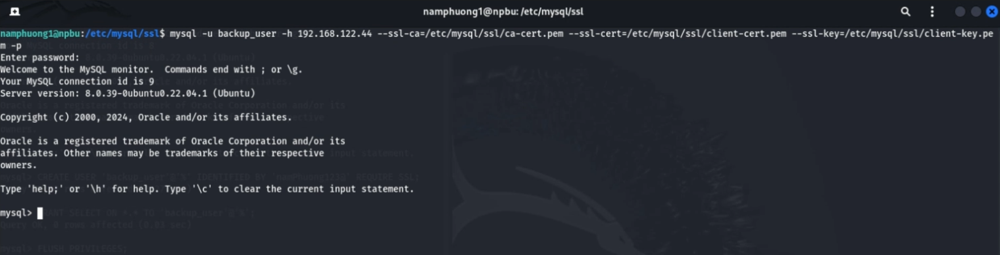 namphuong1@npbu: /etc/mysql/ssl
namphuong1@npbu:/etc/mysql/ssl$ mysql -u backup_user -h 192.168.122.44 --ssl-ca=/etc/mysql/ssl/ca-cert.pem --ssl-cert=/etc/mysql/ssl/client-cert.pem --ssl-key=/etc/mysql/ssl/client-key.pe
m -p
Enter password:
Welcome to the MySQL monitor.  Commands end with ; or \g.
Your MySQL connection id is 9
Server version: 8.0.39-0ubuntu0.22.04.1 (Ubuntu)
Copyright (c) 2000, 2024, Oracle and/or its affiliates.
Oracle is a registered trademark of Oracle Corporation and/or its
affiliates. Other names may be trademarks of their respective
owners.
Type 'help;' or '\h' for help. Type '\c' to clear the current input statement.
mysql>